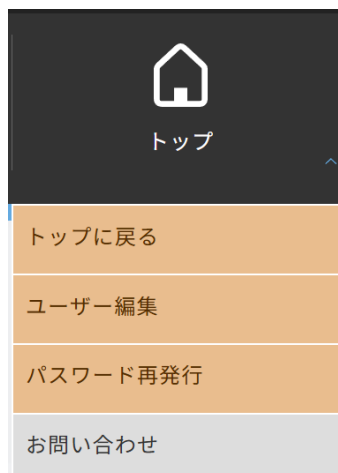 トップ
トップに戻る
ユーザー編集
パスワード再発行
お問い合わせ